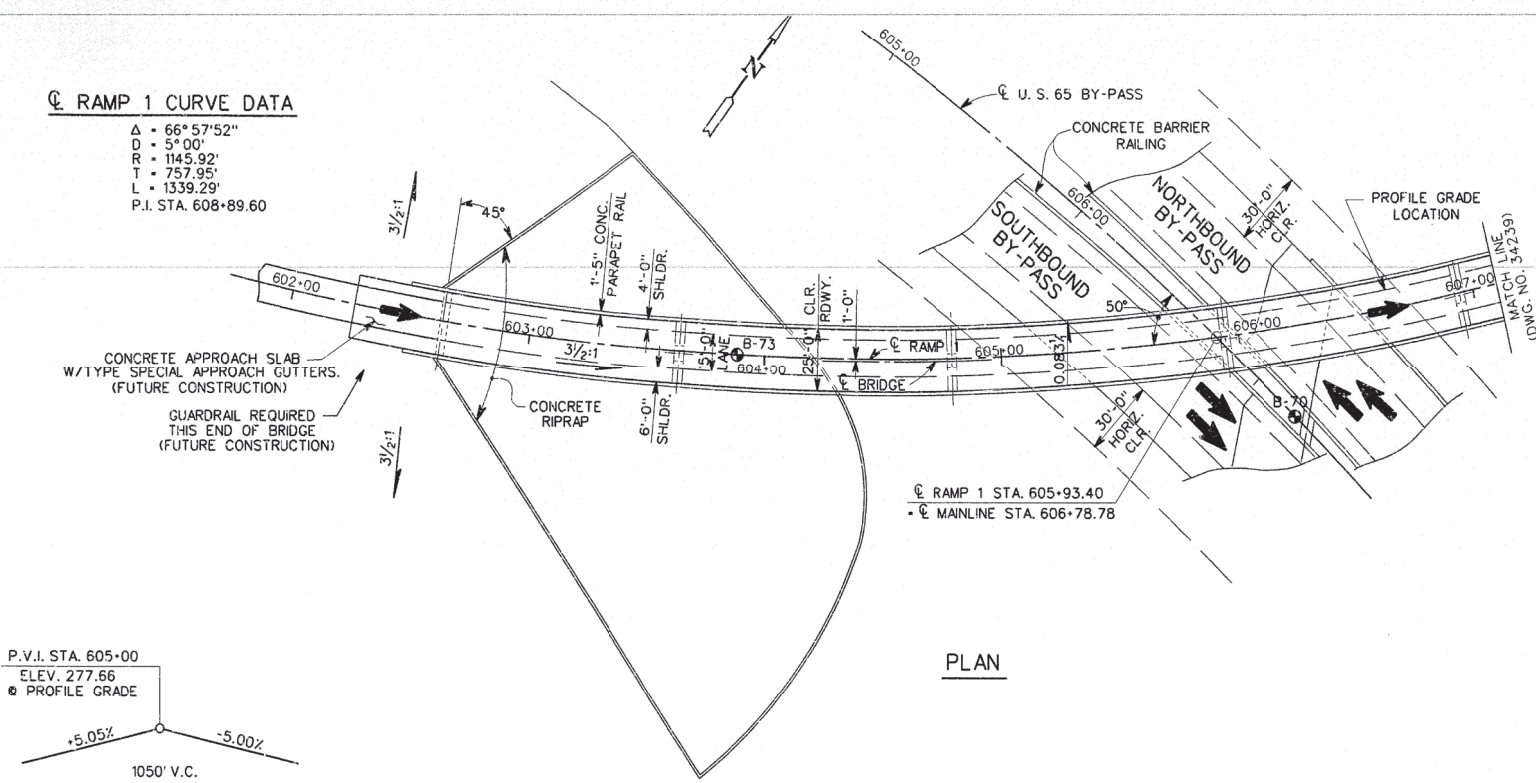 ℄ RAMP 1 CURVE DATA
Δ = 66°57'52"
D = 5°00'
R = 1145.92'
T = 757.95'
L = 1339.29'
P.I. STA. 608+89.60
N
605+00
℄ U.S. 65 BY-PASS
CONCRETE BARRIER
RAILING
606+00
NORTHBOUND
BY-PASS
SOUTHBOUND
BY-PASS
30'-0"
HORIZ.
CLR.
PROFILE GRADE
LOCATION
MATCH LINE
(DWG NO. 34239)
3½:1
45°
1'-5" CONC.
PARAPET RAIL
4'-0"
SHLDR.
CLR.
RDWY.
1'-0"
50°
602+00
603+00
3½:1
LANE
B-73
604+00
℄ RAMP 1
605+00
℄ BRIDGE
606+00
607+00
CONCRETE APPROACH SLAB
W/TYPE SPECIAL APPROACH GUTTERS.
(FUTURE CONSTRUCTION)
GUARDRAIL REQUIRED
THIS END OF BRIDGE
(FUTURE CONSTRUCTION)
3½:1
CONCRETE
RIPRAP
6'-0"
SHLDR.
30'-0"
HORIZ.
CLR.
B-70
℄ RAMP 1 STA. 605+93.40
= ℄ MAINLINE STA. 606+78.78
PLAN
P.V.I. STA. 605+00
ELEV. 277.66
@ PROFILE GRADE
+5.05%
-5.00%
1050' V.C.